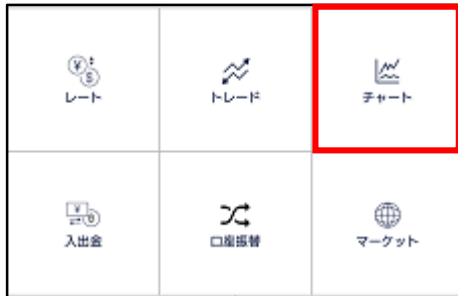 レート
トレード
チャート
入出金
口座振替
マーケット